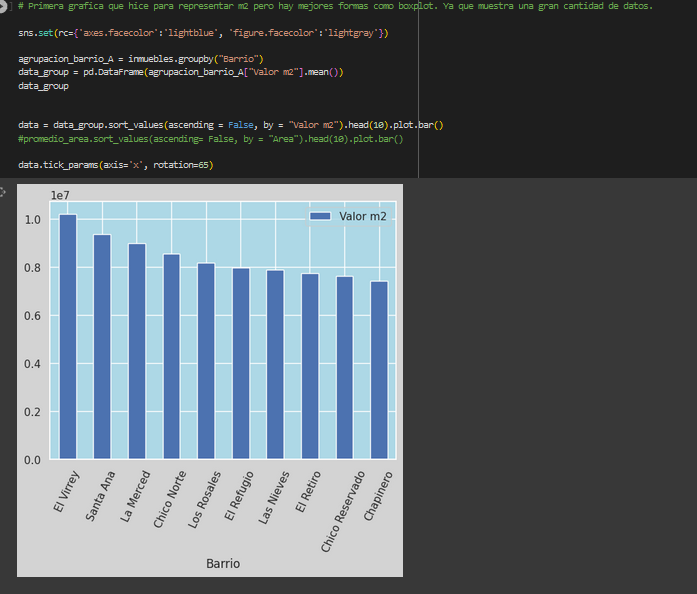 # Primera grafica que hice para representar m2 pero hay mejores formas como boxplot. Ya que muestra una gran cantidad de datos.
sns.set(rc={'axes.facecolor':'lightblue', 'figure.facecolor':'lightgray'})
agrupacion_barrio_A = inmuebles.groupby("Barrio")
data_group = pd.DataFrame(agrupacion_barrio_A["Valor m2"].mean())
data_group
data = data_group.sort_values(ascending = False, by = "Valor m2").head(10).plot.bar()
#promedio_area.sort_values(ascending= False, by = "Area").head(10).plot.bar()
data.tick_params(axis='x', rotation=65)
1e7
Valor m2
1.0
0.8
0.6
0.4
0.2
0.0
El Virrey
Santa Ana
La Merced
Chico Norte
Los Rosales
El Refugio
Las Nieves
El Retiro
Chico Reservado
Chapinero
Barrio